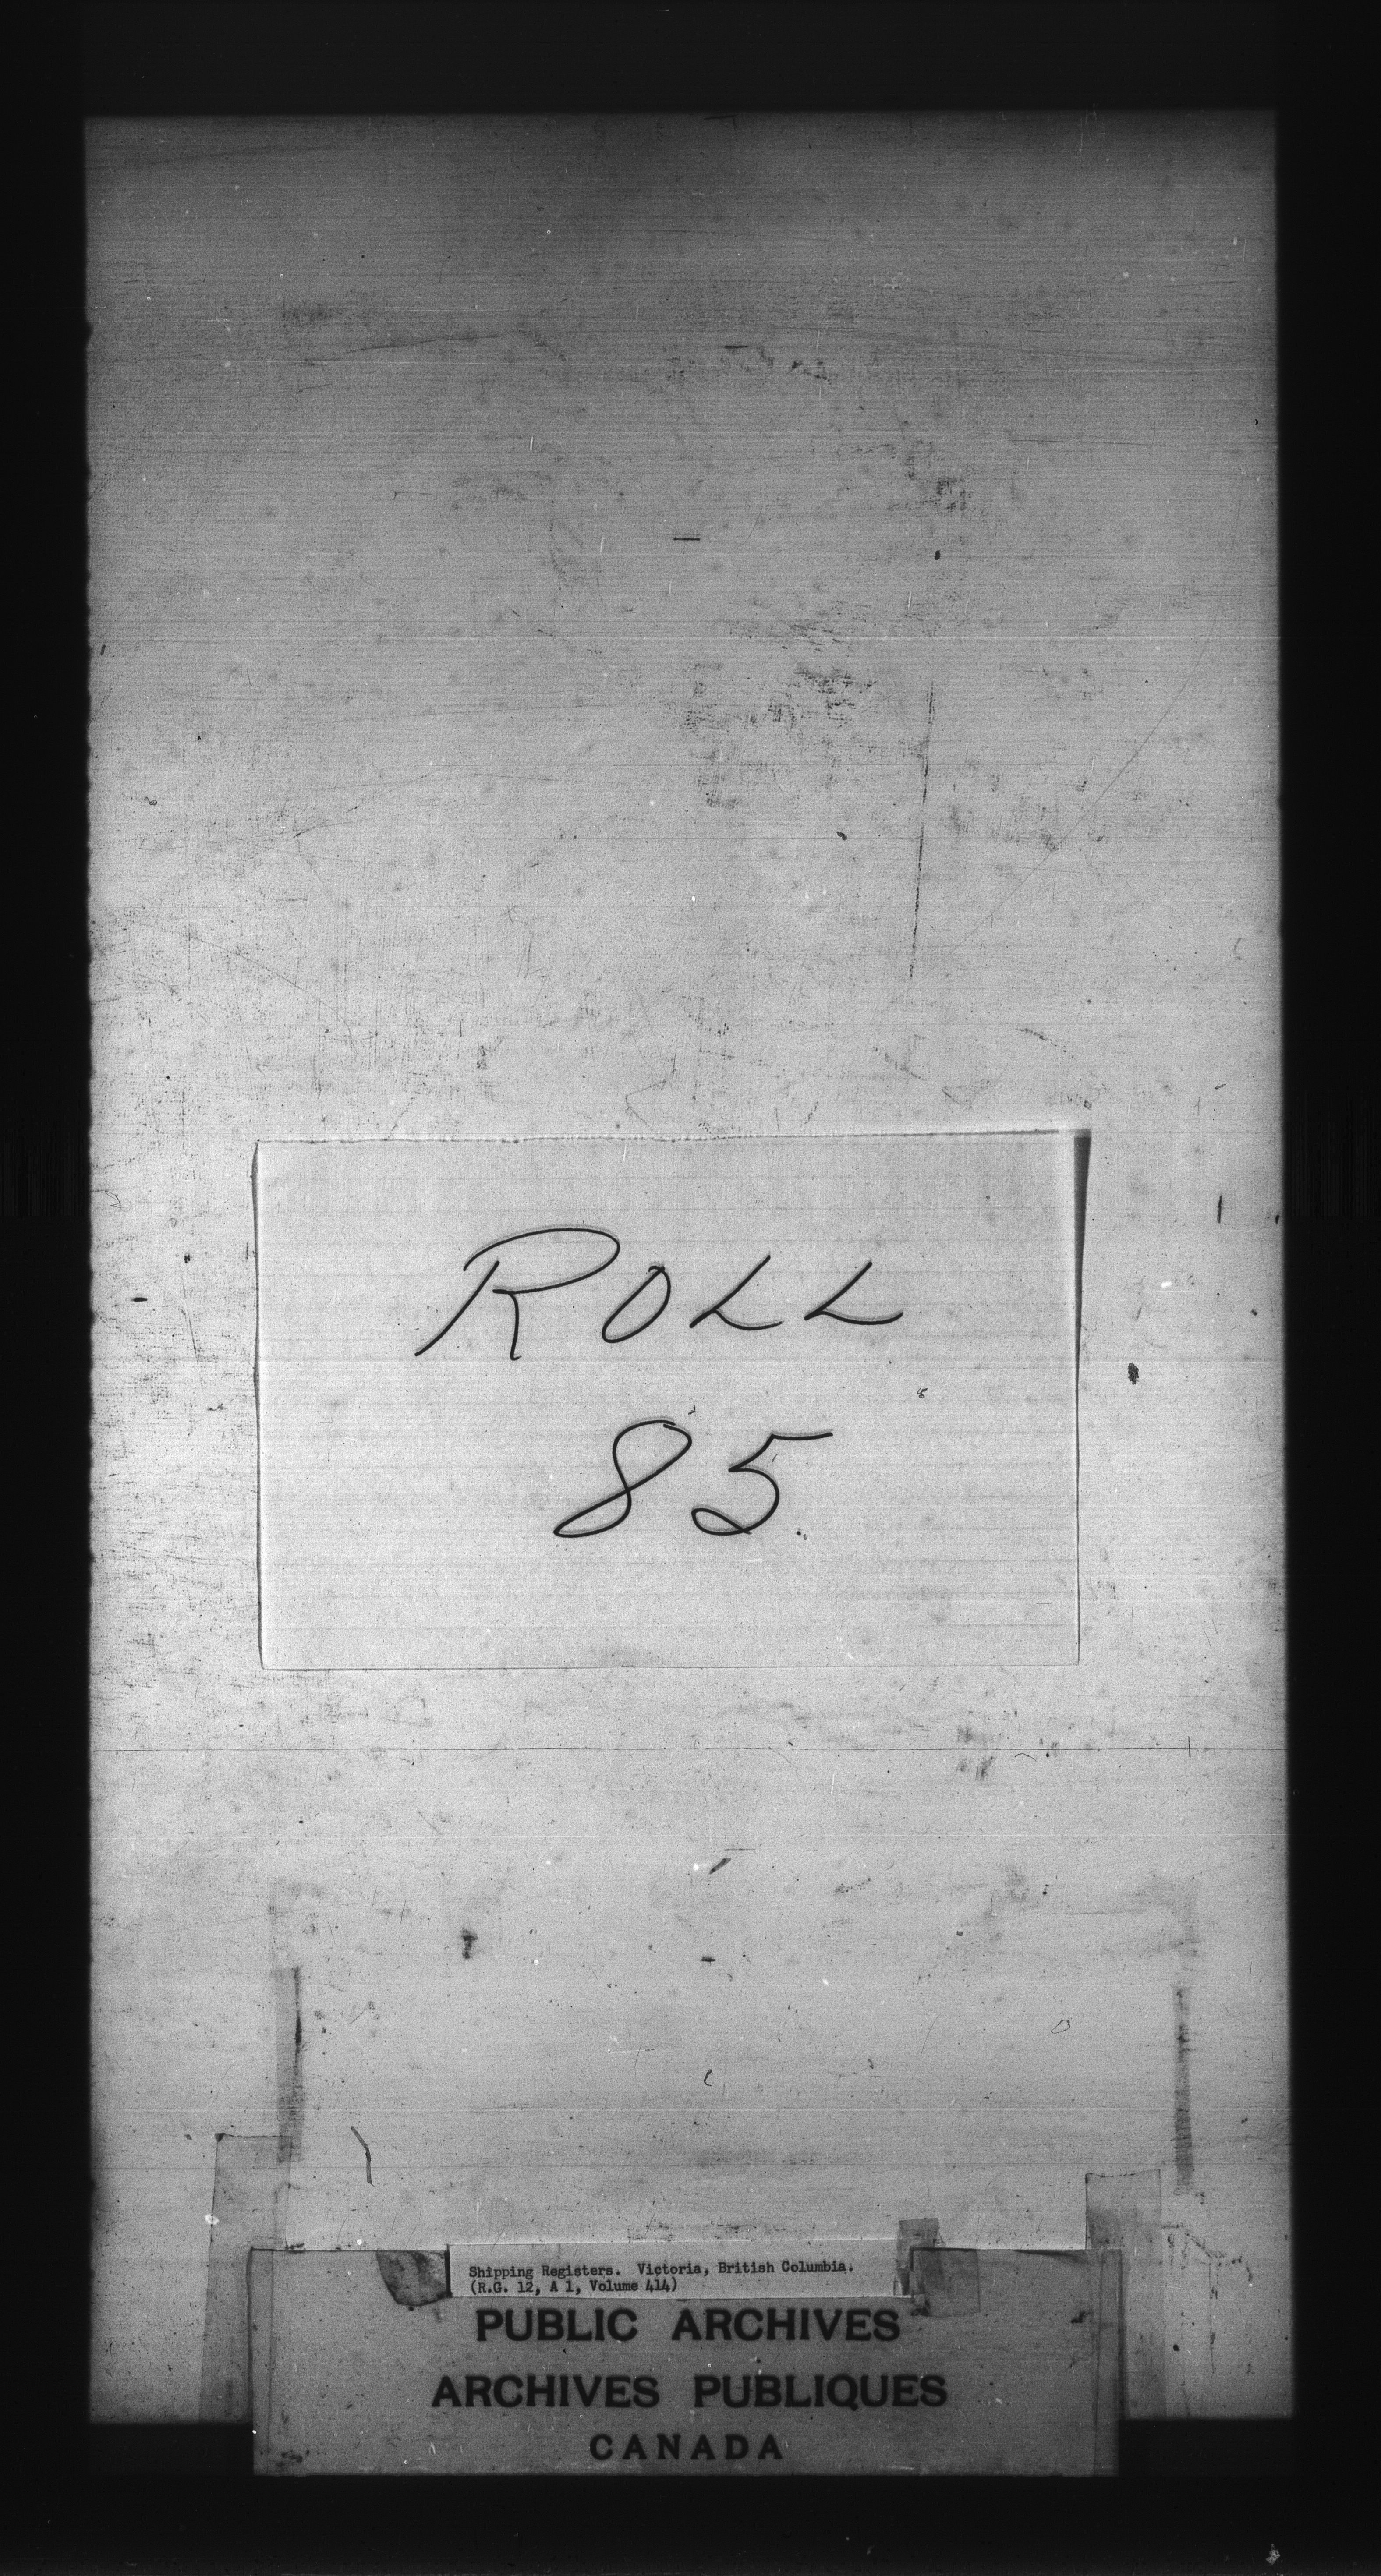 ROLL
85
Shipping Registers. Victoria, British Columbia.
(R.G. 12, A 1, Volume 414)
PUBLIC ARCHIVES
ARCHIVES PUBLIQUES
CANADA